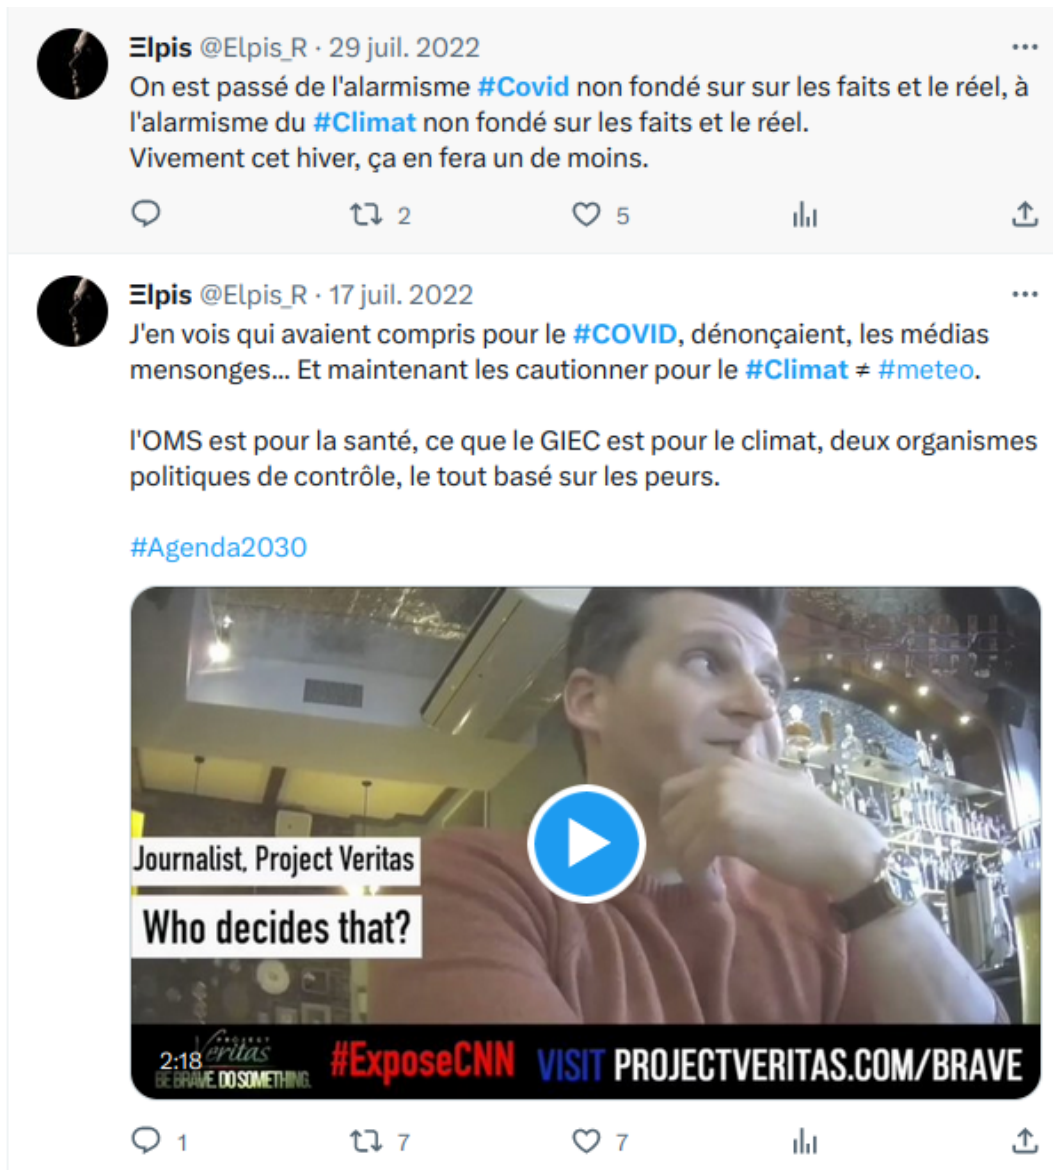 Ξlpis @Elpis_R · 29 juil. 2022
On est passé de l'alarmisme #Covid non fondé sur sur les faits et le réel, à
l'alarmisme du #Climat non fondé sur les faits et le réel.
Vivement cet hiver, ça en fera un de moins.
2 5
Ξlpis @Elpis_R · 17 juil. 2022
J'en vois qui avaient compris pour le #COVID, dénonçaient, les médias
mensonges... Et maintenant les cautionner pour le #Climat ≠ #meteo.
l'OMS est pour la santé, ce que le GIEC est pour le climat, deux organismes
politiques de contrôle, le tout basé sur les peurs.
#Agenda2030
Journalist, Project Veritas
Who decides that?
PROJECT
Veritas
2:18
BE BRAVE. DO SOMETHING.
#ExposeCNN VISIT PROJECTVERITAS.COM/BRAVE
1 7 7